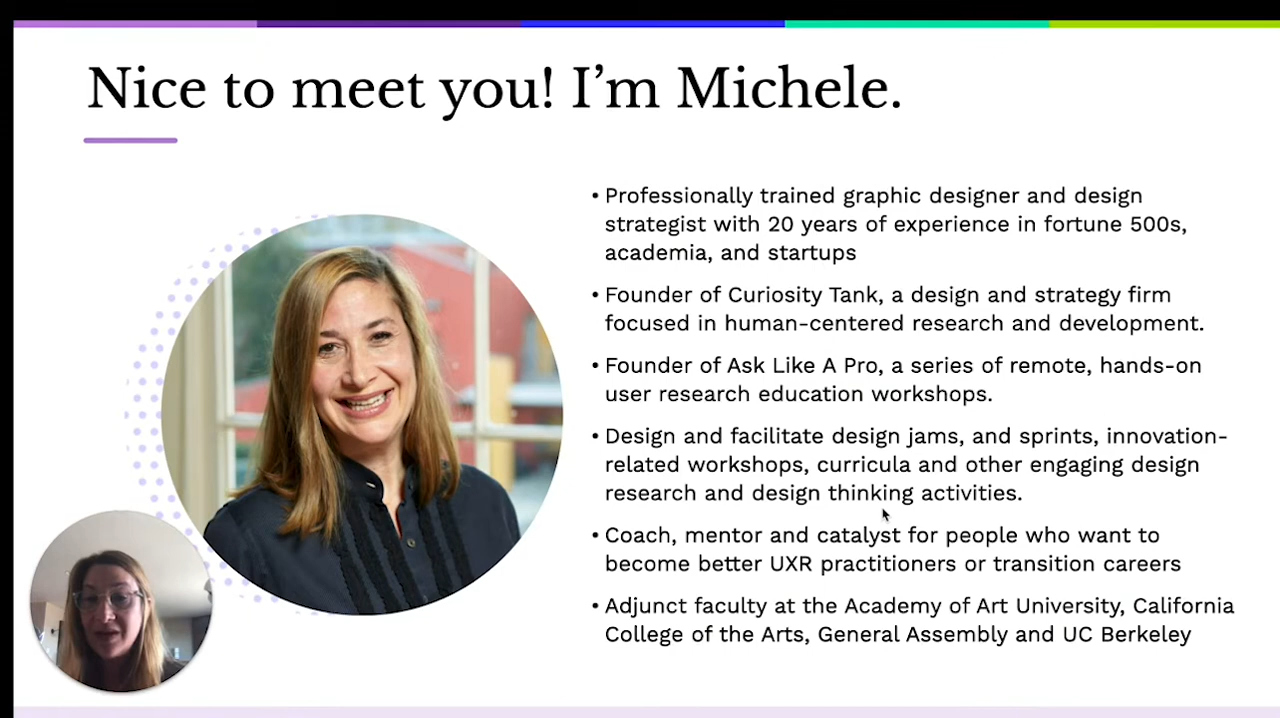 Nice to meet you! I’m Michele.
• Professionally trained graphic designer and design
strategist with 20 years of experience in fortune 500s,
academia, and startups
• Founder of Curiosity Tank, a design and strategy firm
focused in human-centered research and development.
• Founder of Ask Like A Pro, a series of remote, hands-on
user research education workshops.
• Design and facilitate design jams, and sprints, innovation-
related workshops, curricula and other engaging design
research and design thinking activities.
• Coach, mentor and catalyst for people who want to
become better UXR practitioners or transition careers
• Adjunct faculty at the Academy of Art University, California
College of the Arts, General Assembly and UC Berkeley